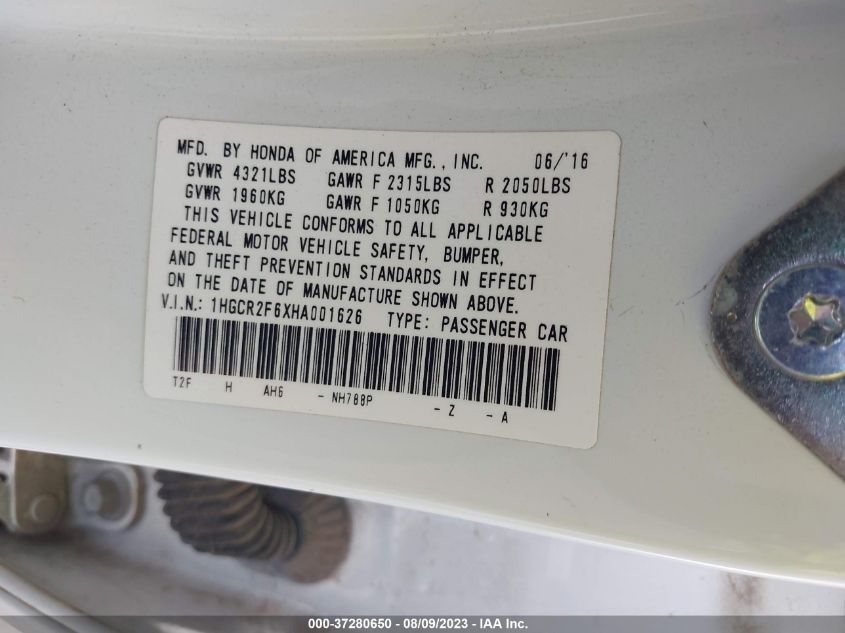 MFD. BY HONDA OF AMERICA MFG., INC. 06/'16
GVWR 4321LBS GAWR F 2315LBS R 2050LBS
GVWR 1960KG GAWR F 1050KG R 930KG
THIS VEHICLE CONFORMS TO ALL APPLICABLE
FEDERAL MOTOR VEHICLE SAFETY, BUMPER,
AND THEFT PREVENTION STANDARDS IN EFFECT
ON THE DATE OF MANUFACTURE SHOWN ABOVE.
V.I.N.: 1HGCR2F6XHA001626 TYPE: PASSENGER CAR
T2F H AH6 - NH788P - Z - A
000-37280650 - 08/09/2023 - IAA Inc.